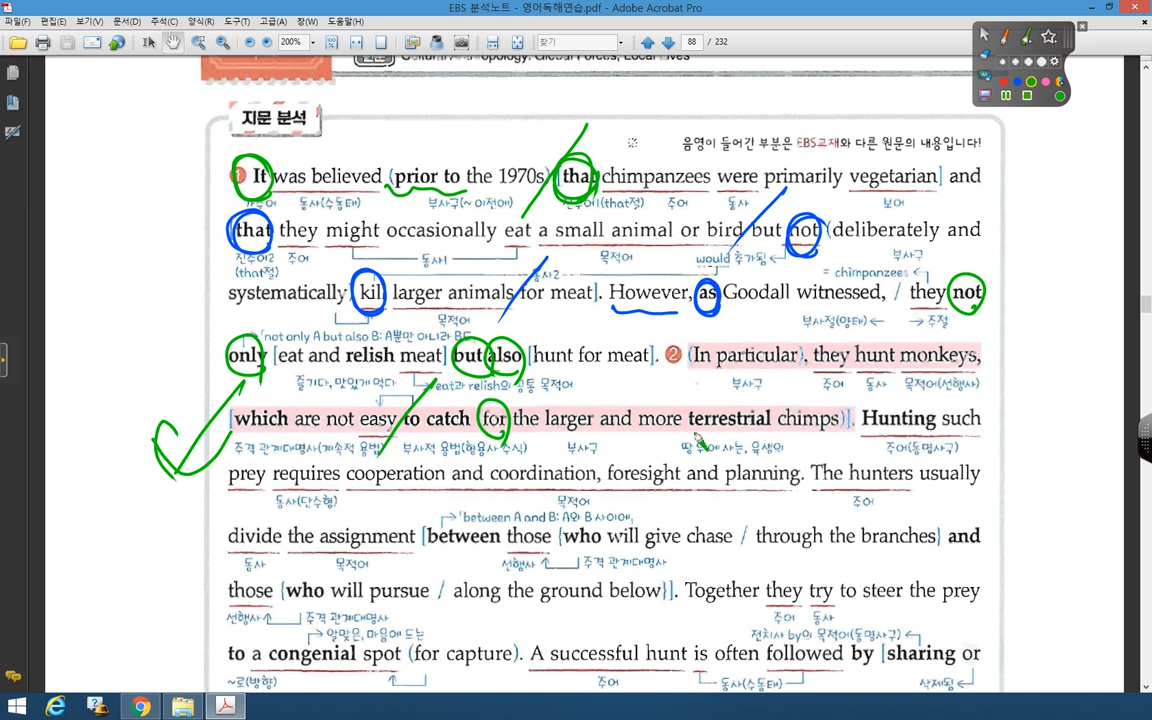 EBS 분석노트 - 영어독해연습.pdf - Adobe Acrobat Pro
파일(F) 편집(E) 보기(V) 문서(D) 주석(C) 양식(R) 도구(T) 고급(A) 창(W) 도움말(H)
200% 찾기 88 / 232
Cultural Anthropology: Global Forces, Local Lives
지문 분석
※ 음영이 들어간 부분은 EBS교재와 다른 원문의 내용입니다!
❶ It was believed (prior to the 1970s) [that chimpanzees were primarily vegetarian] and
가주어 동사(수동태) 부사구(~ 이전에) 진주어1(that절) 주어 동사 보어
[that they might occasionally eat a small animal or bird but not (deliberately and
진주어2 주어 동사1 목적어 would 추가됨 부사구
(that절) 동사2 = chimpanzees
systematically) kill larger animals for meat]. However, as Goodall witnessed, / they not
목적어 부사절(양태) 주절
not only A but also B: A뿐만 아니라 B도
only [eat and relish meat] but also [hunt for meat]. ❷ (In particular), they hunt monkeys,
즐기다, 맛있게 먹다 eat과 relish의 공통 목적어 부사구 주어 동사 목적어(선행사)
[which are not easy to catch (for the larger and more terrestrial chimps)]. Hunting such
주격 관계대명사(계속적 용법) 부사적 용법(형용사 수식) 부사구 땅 위에 사는, 육생의 주어(동명사구)
prey requires cooperation and coordination, foresight and planning. The hunters usually
동사(단수형) 목적어 주어
「between A and B: A와 B 사이에」
divide the assignment [between those {who will give chase / through the branches} and
동사 목적어 선행사 주격 관계대명사
those {who will pursue / along the ground below}]. Together they try to steer the prey
선행사 주격 관계대명사 주어 동사
알맞은, 마음에 드는 전치사 by의 목적어(동명사구)
to a congenial spot (for capture). A successful hunt is often followed by [sharing or
~로(방향) 주어 동사(수동태) 삭제됨